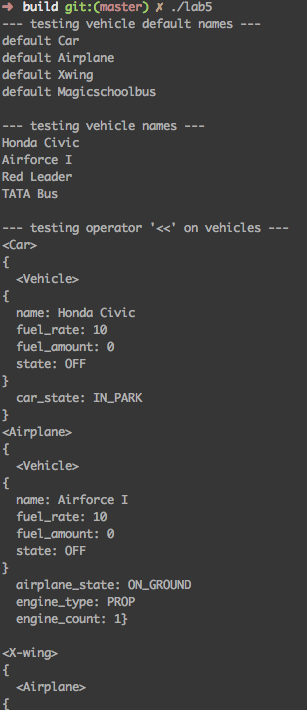 ➜  build git:(master) ✗ ./lab5
--- testing vehicle default names ---
default Car
default Airplane
default Xwing
default Magicschoolbus

--- testing vehicle names ---
Honda Civic
Airforce I
Red Leader
TATA Bus

--- testing operator '<<' on vehicles ---
<Car>
{
  <Vehicle>
{
  name: Honda Civic
  fuel_rate: 10
  fuel_amount: 0
  state: OFF
}
  car_state: IN_PARK
}
<Airplane>
{
  <Vehicle>
{
  name: Airforce I
  fuel_rate: 10
  fuel_amount: 0
  state: OFF
}
  airplane_state: ON_GROUND
  engine_type: PROP
  engine_count: 1}

<X-wing>
{
  <Airplane>
{